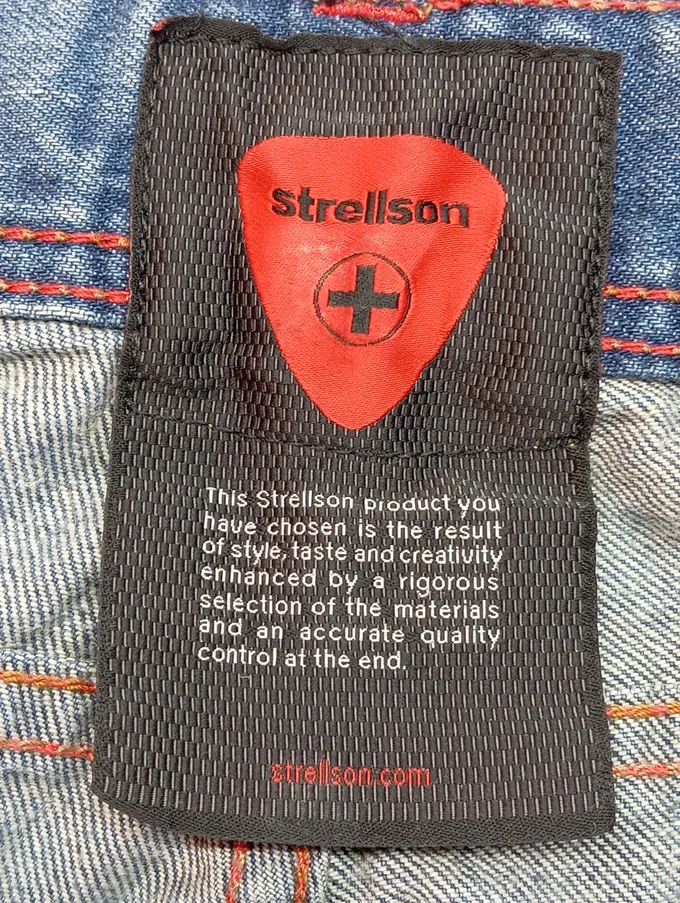 strellson
This Strellson product you
have chosen is the result
of style, taste and creativity
enhanced by a rigorous
selection of the materials
and an accurate quality
control at the end.
strellson.com